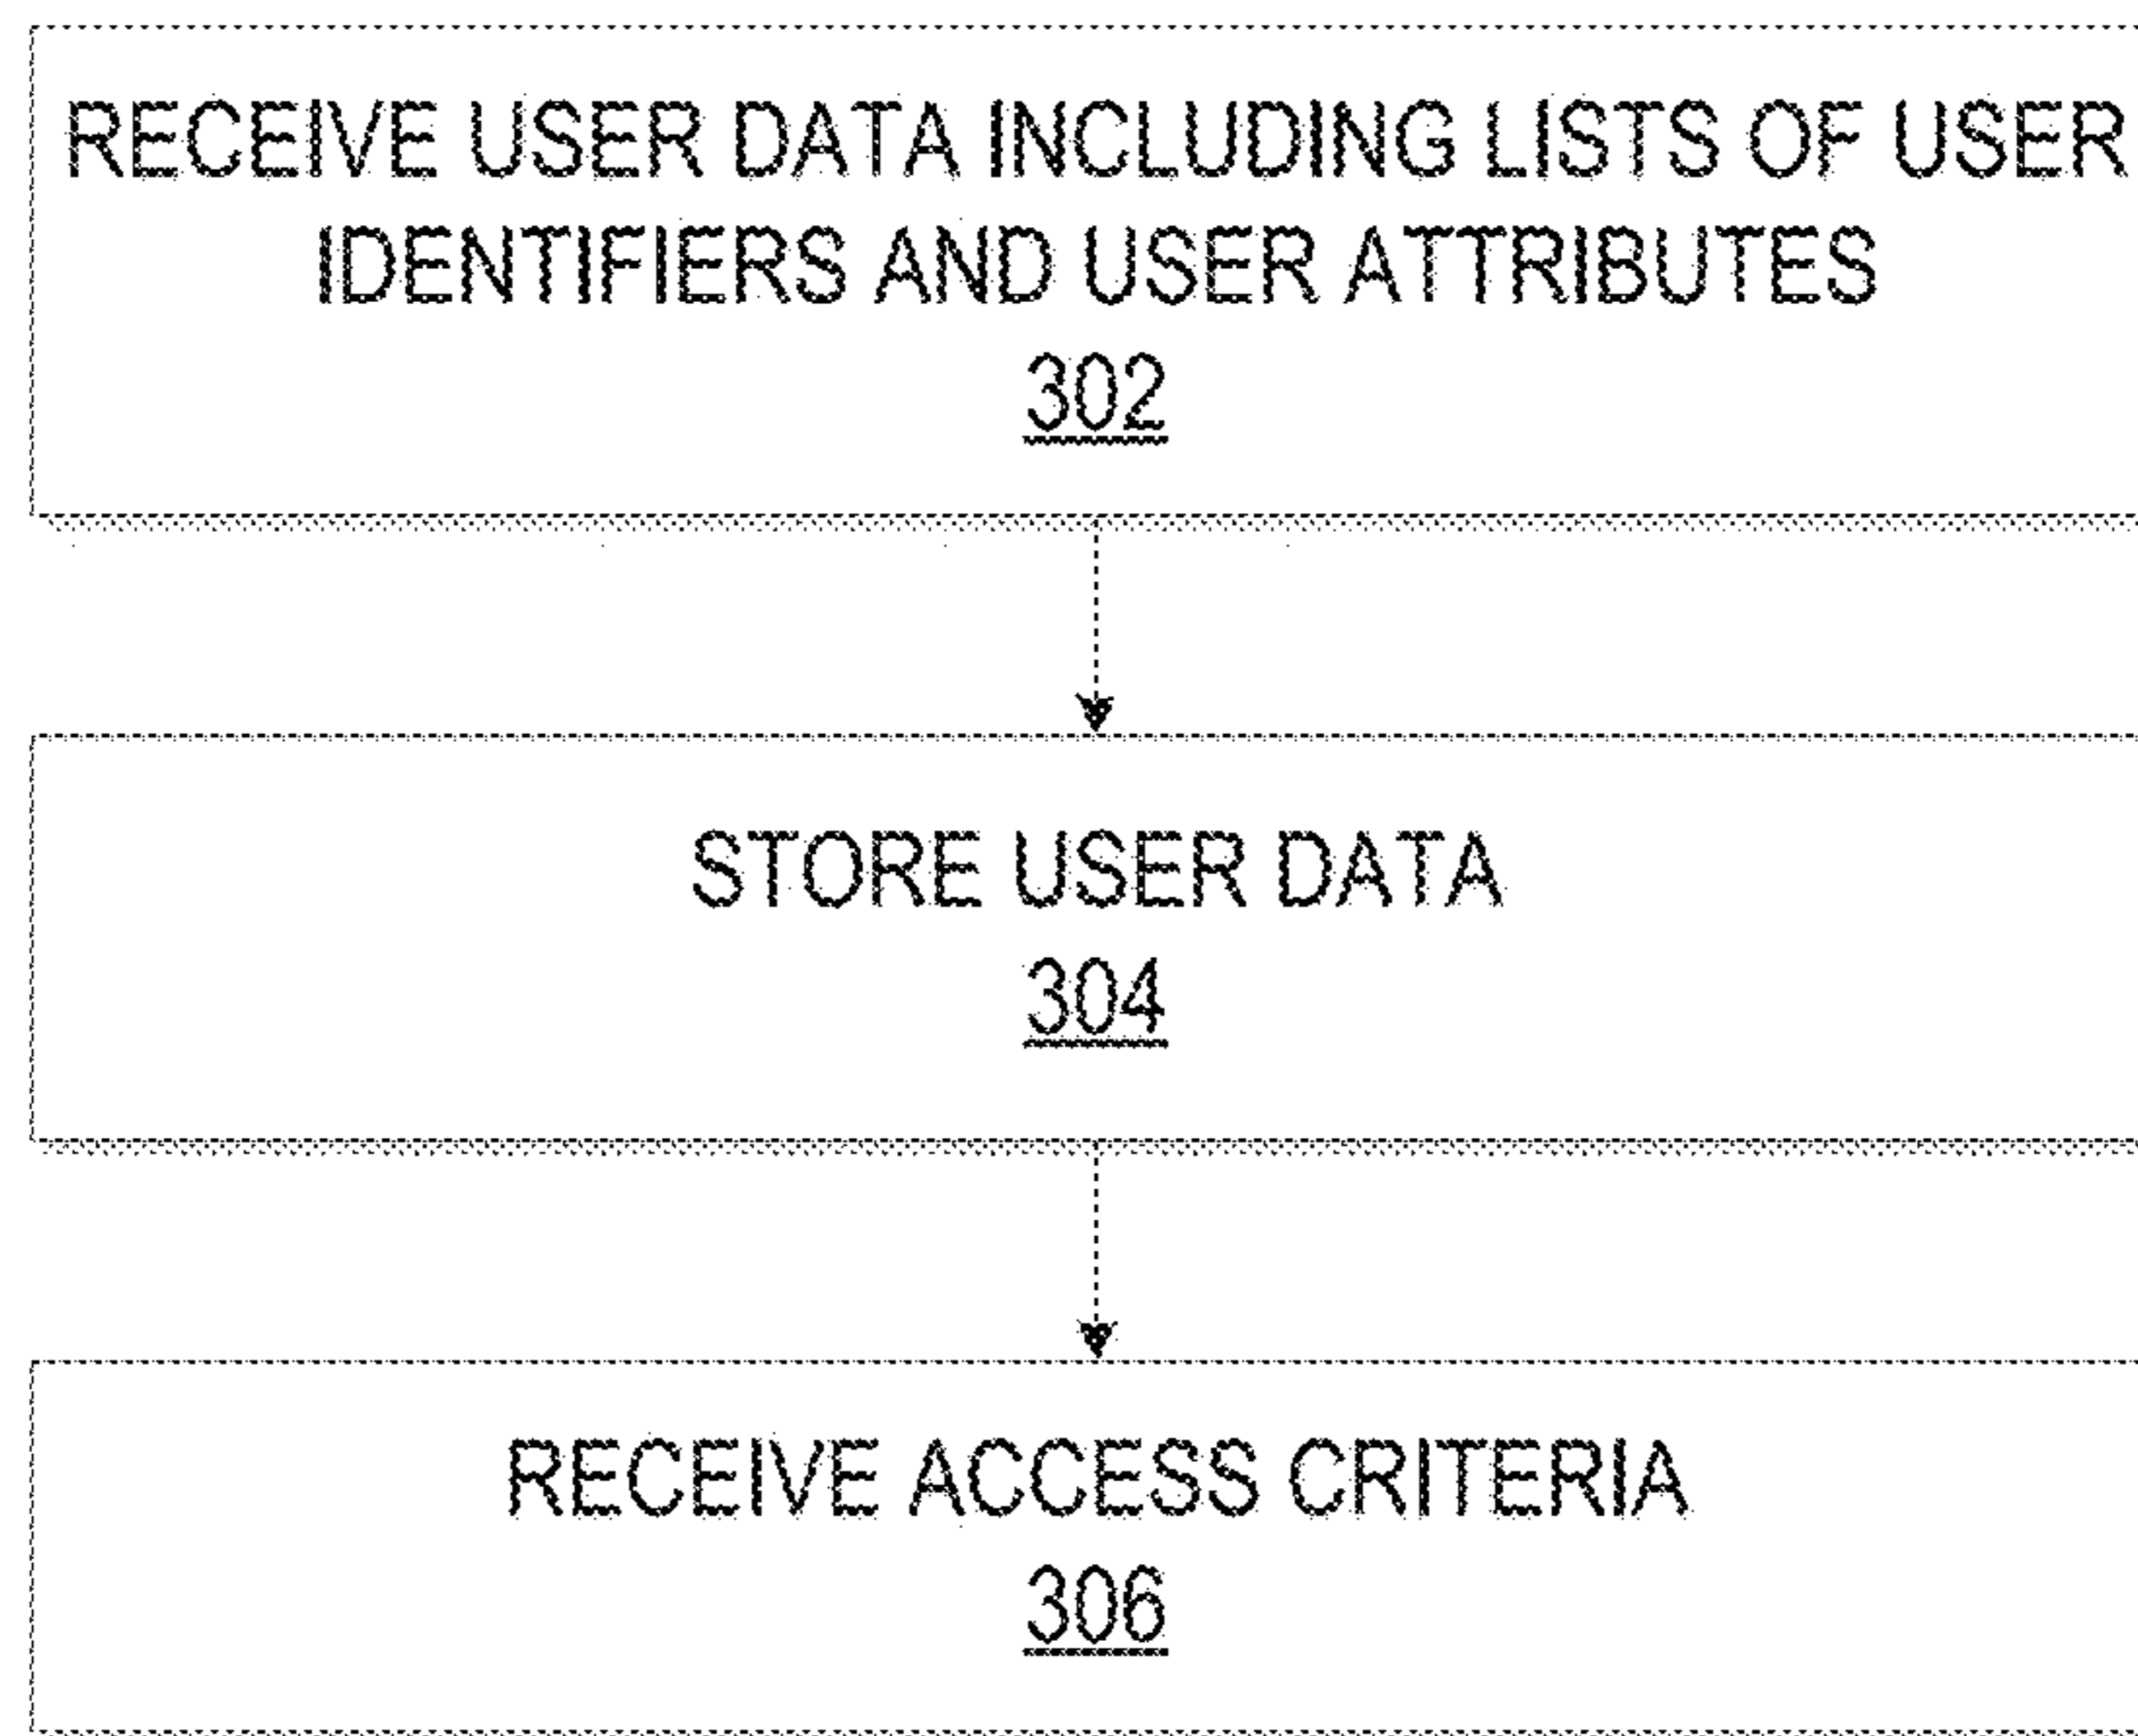 RECEIVE USER DATA INCLUDING LISTS OF USER
IDENTIFIERS AND USER ATTRIBUTES
302
STORE USER DATA
304
RECEIVE ACCESS CRITERIA
306